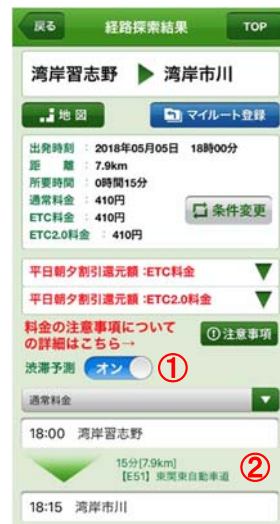 戻る 経路探索結果 TOP
湾岸習志野 ▶ 湾岸市川
地図 マイルート登録
出発時刻 : 2018年05月05日 18時00分
距 離 : 7.9km
所要時間 : 0時間15分
通常料金 : 410円
ETC料金 : 410円
ETC2.0料金 : 410円
条件変更
平日朝夕割引還元額 :ETC料金 ▼
平日朝夕割引還元額 :ETC2.0料金 ▼
料金の注意事項について
の詳細はこちら→
注意事項
渋滞予測 オン ①
通常料金 ▼
18:00 湾岸習志野
15分[7.9km]
【E51】東関東自動車道
②
18:15 湾岸市川